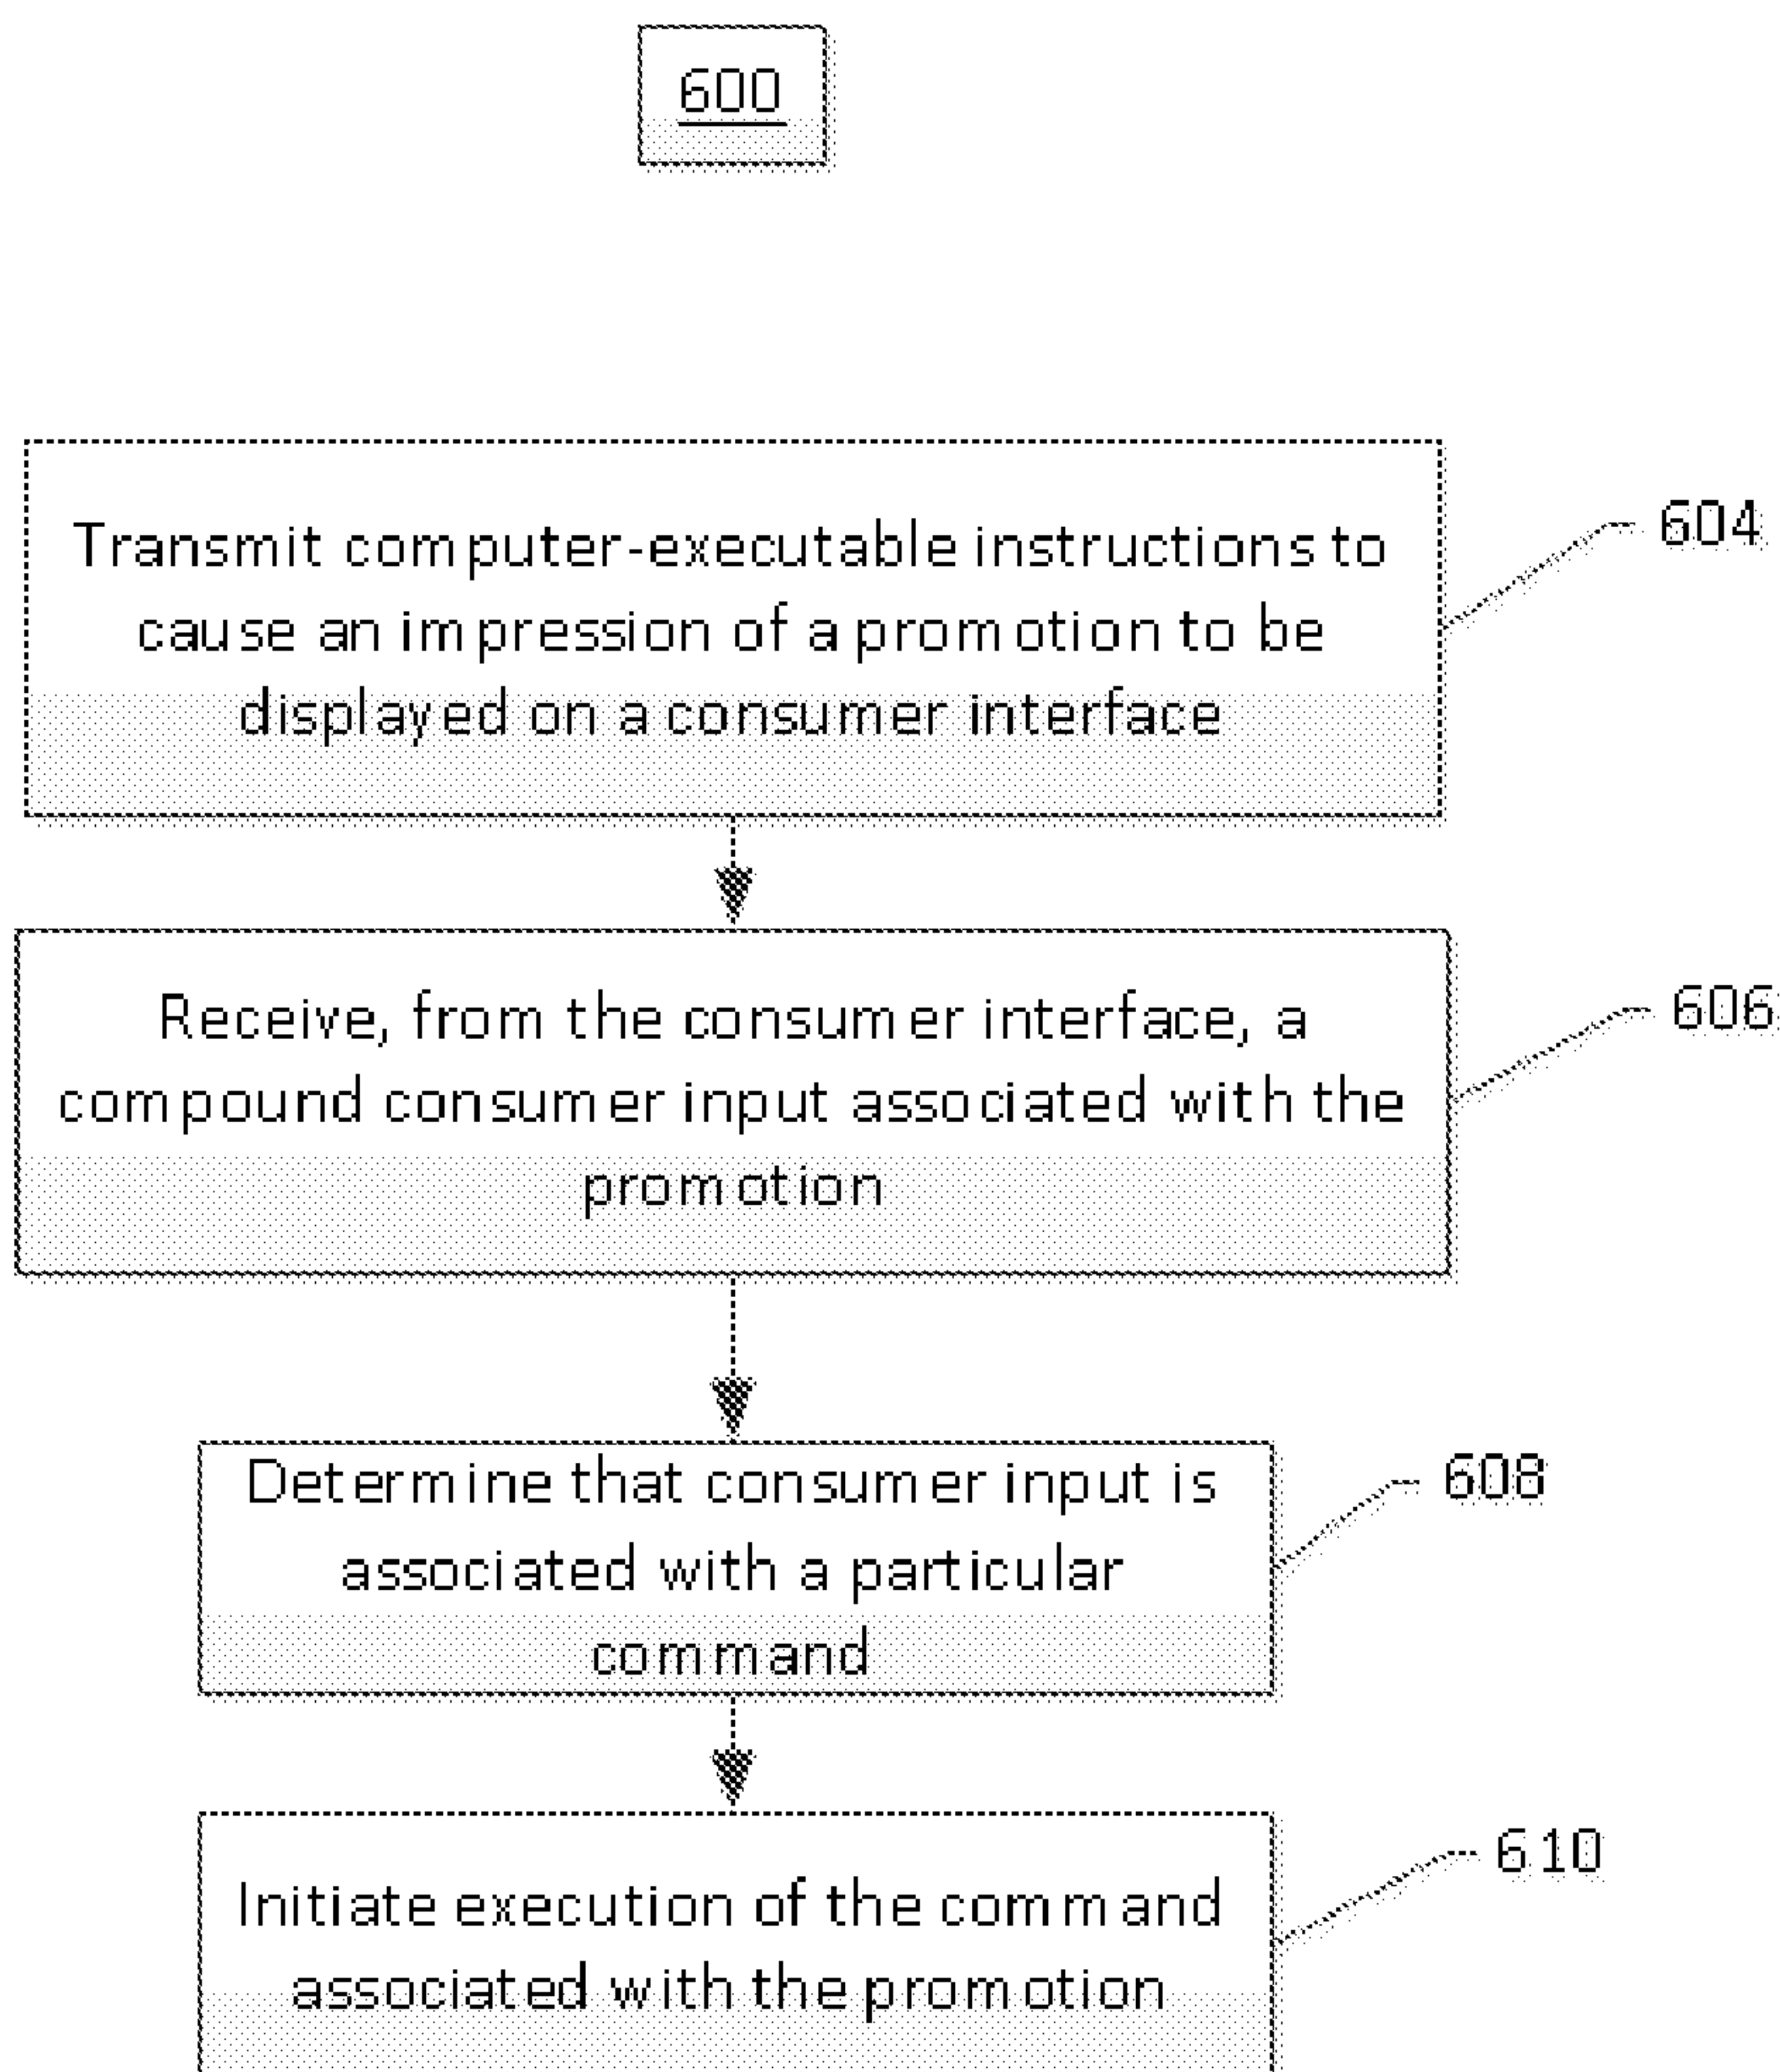 600
Transmit computer-executable instructions to
cause an impression of a promotion to be
displayed on a consumer interface
604
Receive, from the consumer interface, a
compound consumer input associated with the
promotion
606
Determine that consumer input is
associated with a particular
command
608
Initiate execution of the command
associated with the promotion
610